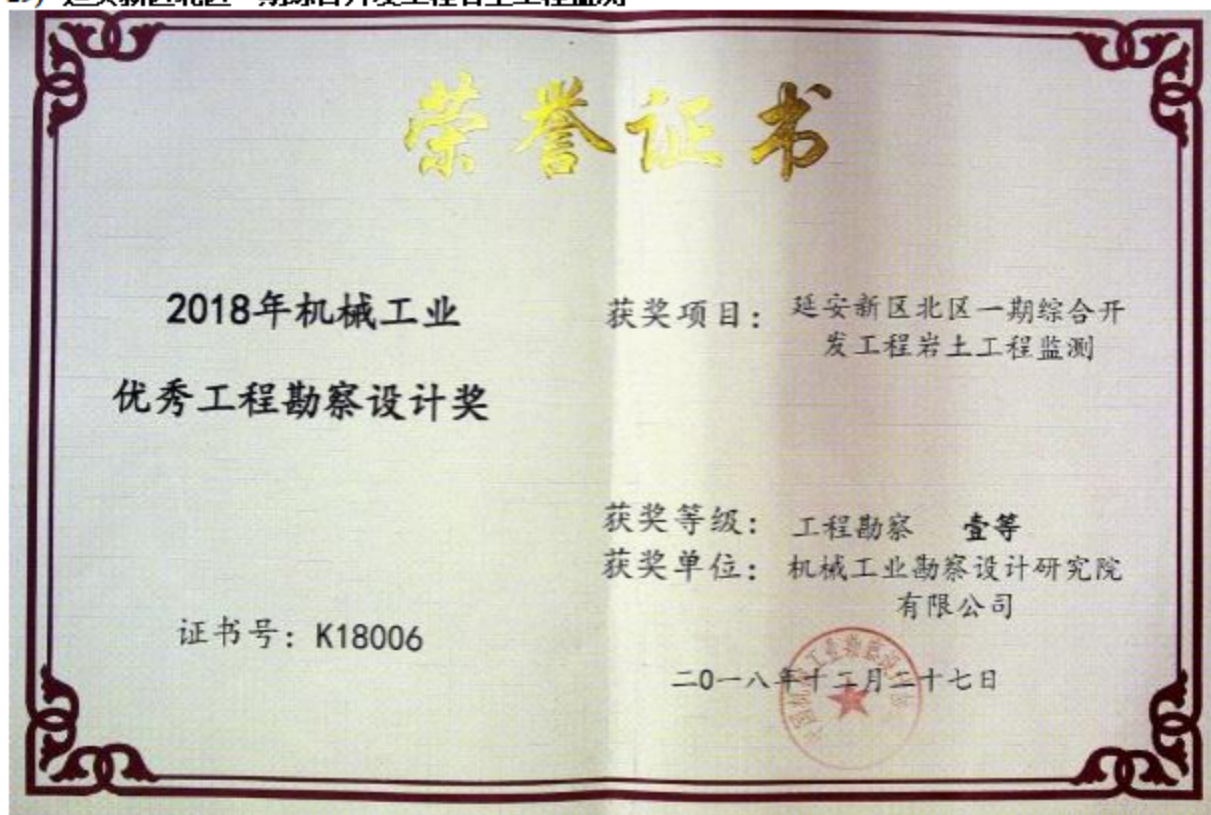 荣誉证书
2018年机械工业
优秀工程勘察设计奖
证书号：K18006
获奖项目：延安新区北区一期综合开
发工程岩土工程监测
获奖等级：工程勘察 壹等
获奖单位：机械工业勘察设计研究院
有限公司
二0一八年十二月二十七日